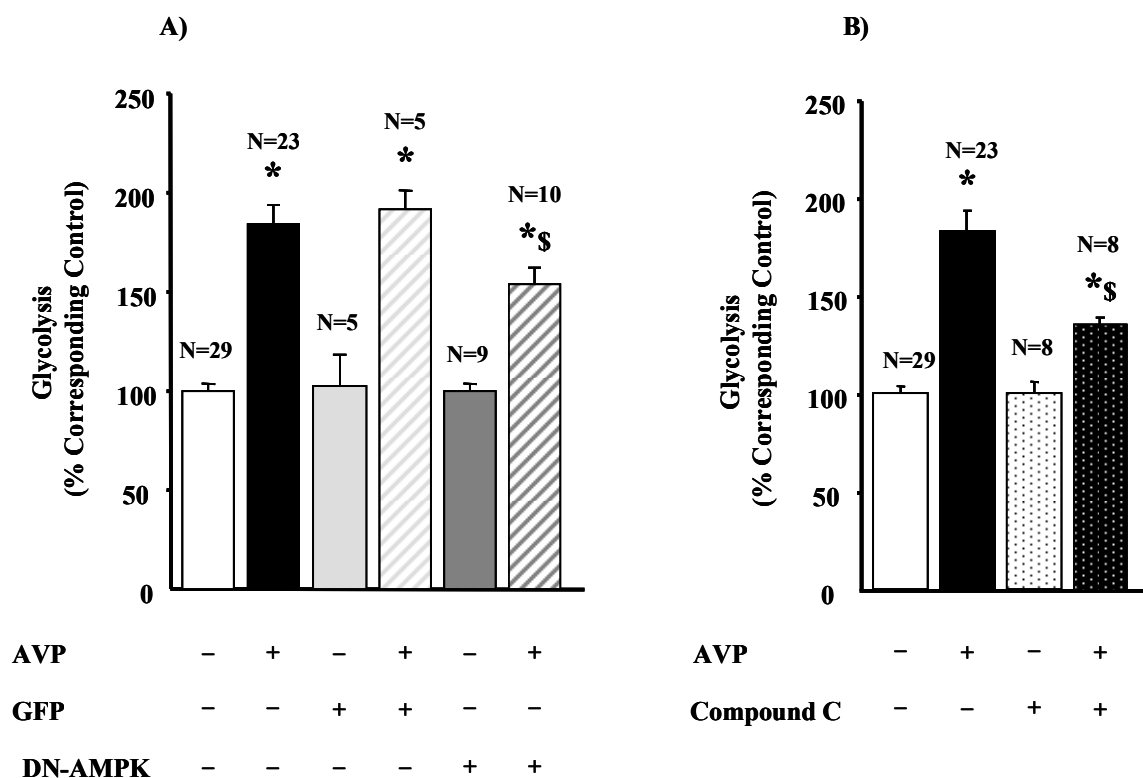 A)
Glycolysis
(% Corresponding Control)
250
200
150
100
50
0
N=29
N=23
*
N=5
N=5
*
N=9
N=10
*$
AVP – + – + – +
GFP – – + + – –
DN-AMPK – – – – + +
B)
Glycolysis
(% Corresponding Control)
250
200
150
100
50
0
N=29
N=23
*
N=8
N=8
*$
AVP – + – +
Compound C – – + +